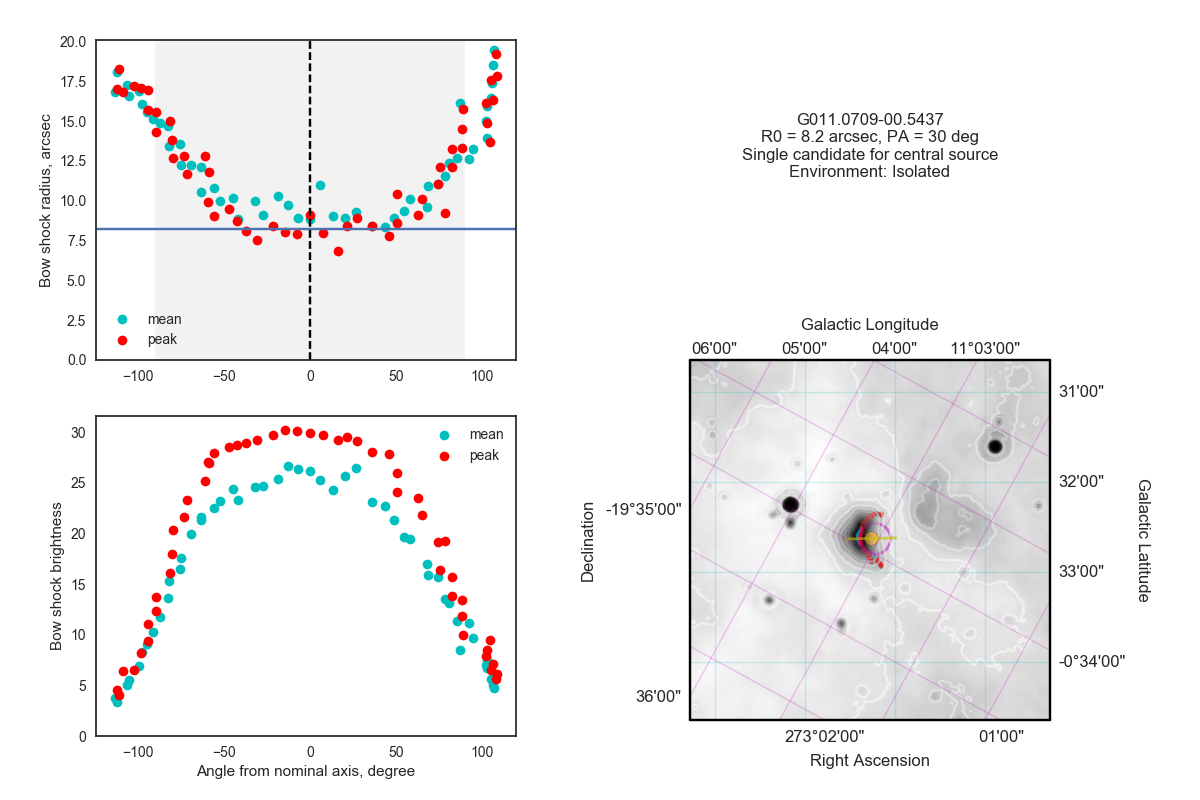 20.0
17.5
15.0
12.5
10.0
7.5
5.0
2.5
0.0
Bow shock radius, arcsec
mean
peak
−100
−50
0
50
100
G011.0709-00.5437
R0 = 8.2 arcsec, PA = 30 deg
Single candidate for central source
Environment: Isolated
30
25
20
15
10
5
0
Bow shock brightness
mean
peak
−100
−50
0
50
100
Angle from nominal axis, degree
Galactic Longitude
06'00"
05'00"
04'00"
11°03'00"
31'00"
32'00"
33'00"
-0°34'00"
Galactic Latitude
-19°35'00"
36'00"
Declination
273°02'00"
01'00"
Right Ascension